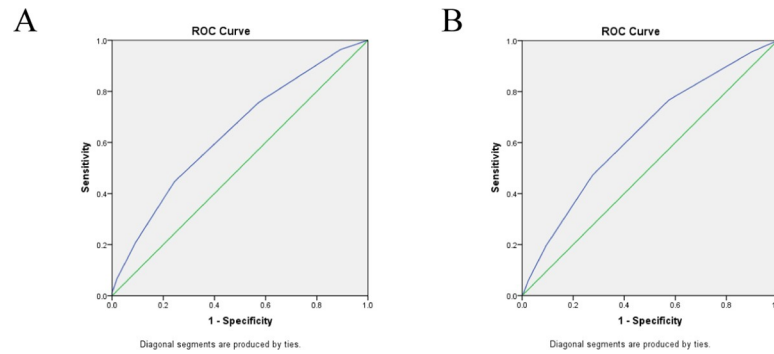 A
ROC Curve
1.0
0.8
0.6
0.4
0.2
0.0
Sensitivity
0.0 0.2 0.4 0.6 0.8 1.0
1 - Specificity
Diagonal segments are produced by ties.
B
ROC Curve
1.0
0.8
0.6
0.4
0.2
0.0
Sensitivity
0.0 0.2 0.4 0.6 0.8 1.0
1 - Specificity
Diagonal segments are produced by ties.